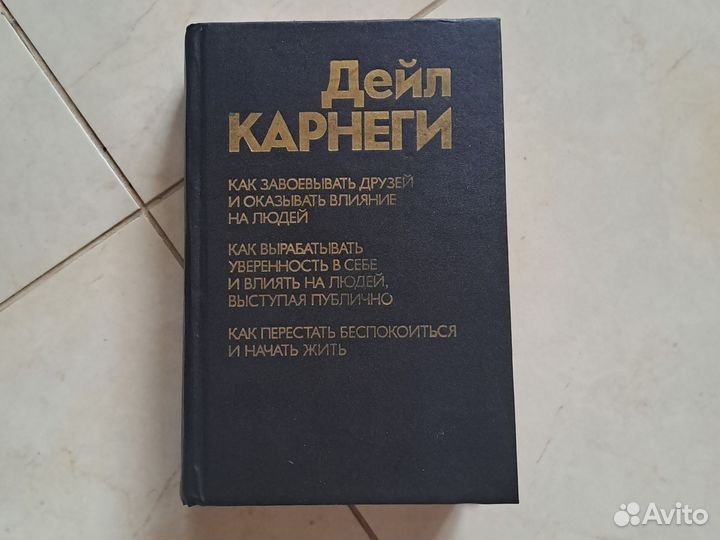 Дейл
КАРНЕГИ
КАК ЗАВОЕВЫВАТЬ ДРУЗЕЙ
И ОКАЗЫВАТЬ ВЛИЯНИЕ
НА ЛЮДЕЙ
КАК ВЫРАБАТЫВАТЬ
УВЕРЕННОСТЬ В СЕБЕ
И ВЛИЯТЬ НА ЛЮДЕЙ,
ВЫСТУПАЯ ПУБЛИЧНО
КАК ПЕРЕСТАТЬ БЕСПОКОИТЬСЯ
И НАЧАТЬ ЖИТЬ
Avito